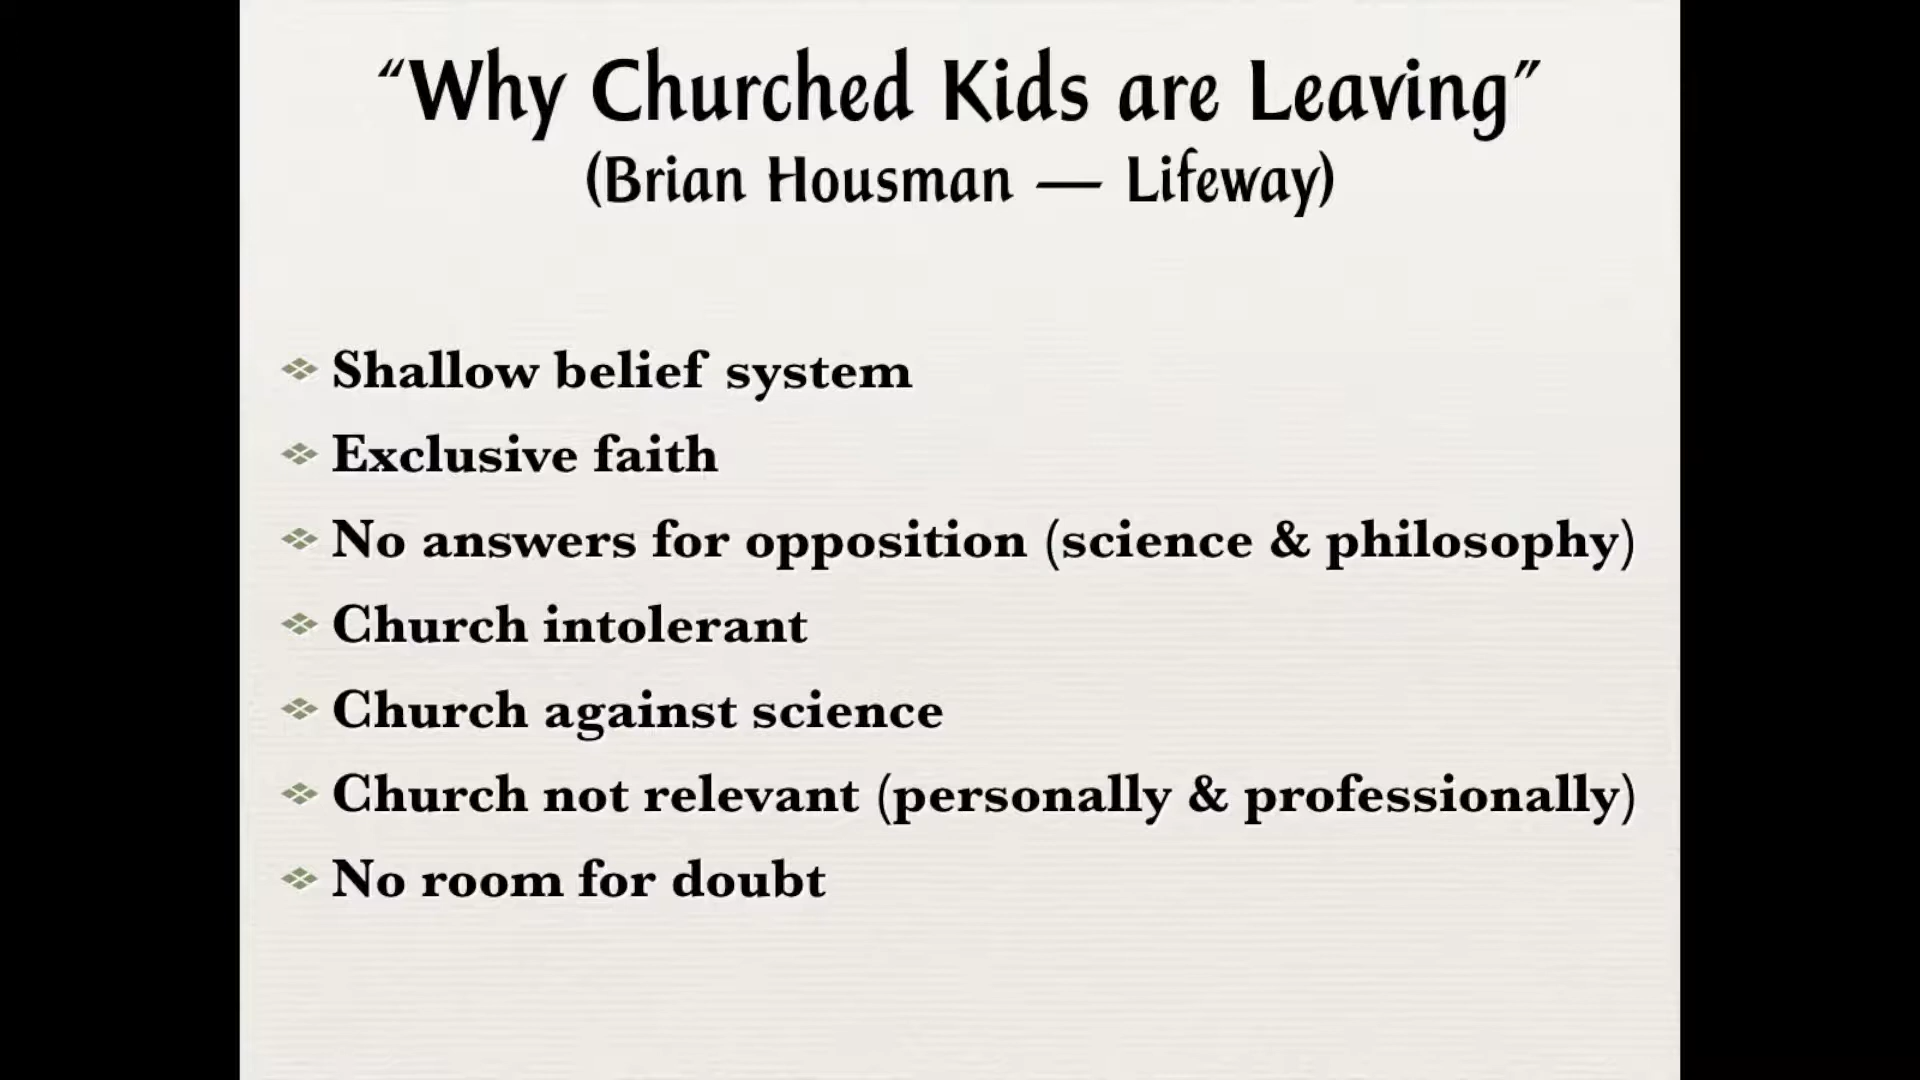 “Why Churched Kids are Leaving”
(Brian Housman — Lifeway)
Shallow belief system
Exclusive faith
No answers for opposition (science & philosophy)
Church intolerant
Church against science
Church not relevant (personally & professionally)
No room for doubt